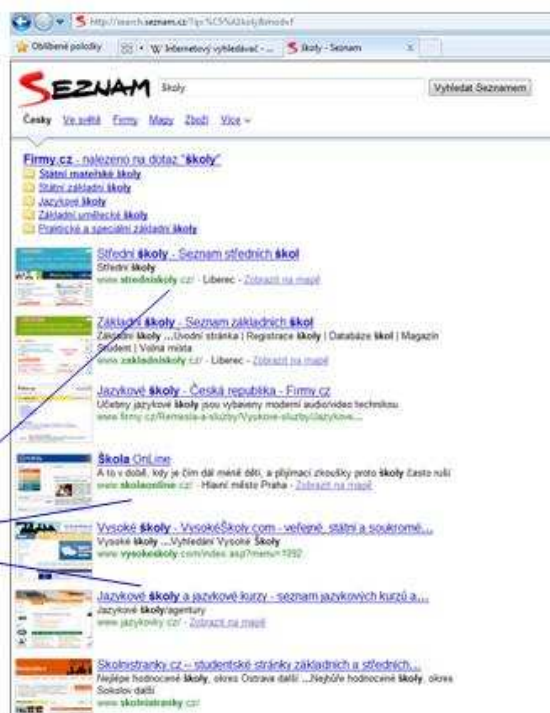 http://search.seznam.cz/?q=%C5%A1koly&mod=f
Oblíbené položky W Internetový vyhledávač - ... školy - Seznam x
SEZNAM školy Vyhledat Seznamem
Česky Ve světě Firmy Mapy Zboží Více
Firmy.cz - nalezeno na dotaz "školy"
Státní mateřské školy
Státní základní školy
Jazykové školy
Základní umělecké školy
Praktické a speciální základní školy
Střední školy - Seznam středních škol
Střední školy
www.stredniskoly.cz/ - Liberec - Zobrazit na mapě
Základní školy - Seznam základních škol
Základní školy ...Úvodní stránka | Registrace školy | Databáze škol | Magazín
Student | Volná místa
www.zakladniskoly.cz/ - Liberec - Zobrazit na mapě
Jazykové školy - Česká republika - Firmy.cz
Učebny jazykové školy jsou vybaveny moderní audio/video technikou
www.firmy.cz/Remesla-a-sluzby/Vyukove-sluzby/Jazykove...
Škola OnLine
A to v době, kdy je čím dál méně dětí, a přijímací zkoušky proto školy často ruší
www.skolaonline.cz/ - Hlavní město Praha - Zobrazit na mapě
Vysoké školy - VysokéŠkoly.com - veřejné, státní a soukromé...
Vysoké školy ...Vyhledání Vysoké Školy
www.vysokeskoly.com/index.asp?menu=1092
Jazykové školy a jazykové kurzy - seznam jazykových kurzů a...
Jazykové školy/agentury
www.jazykovky.cz/ - Zobrazit na mapě
Skolnistranky.cz – studentské stránky základních a středních...
Nejlépe hodnocené školy, okres Ostrava další ...Nejhůře hodnocené školy, okres
Sokolov další
www.skolnistranky.cz/